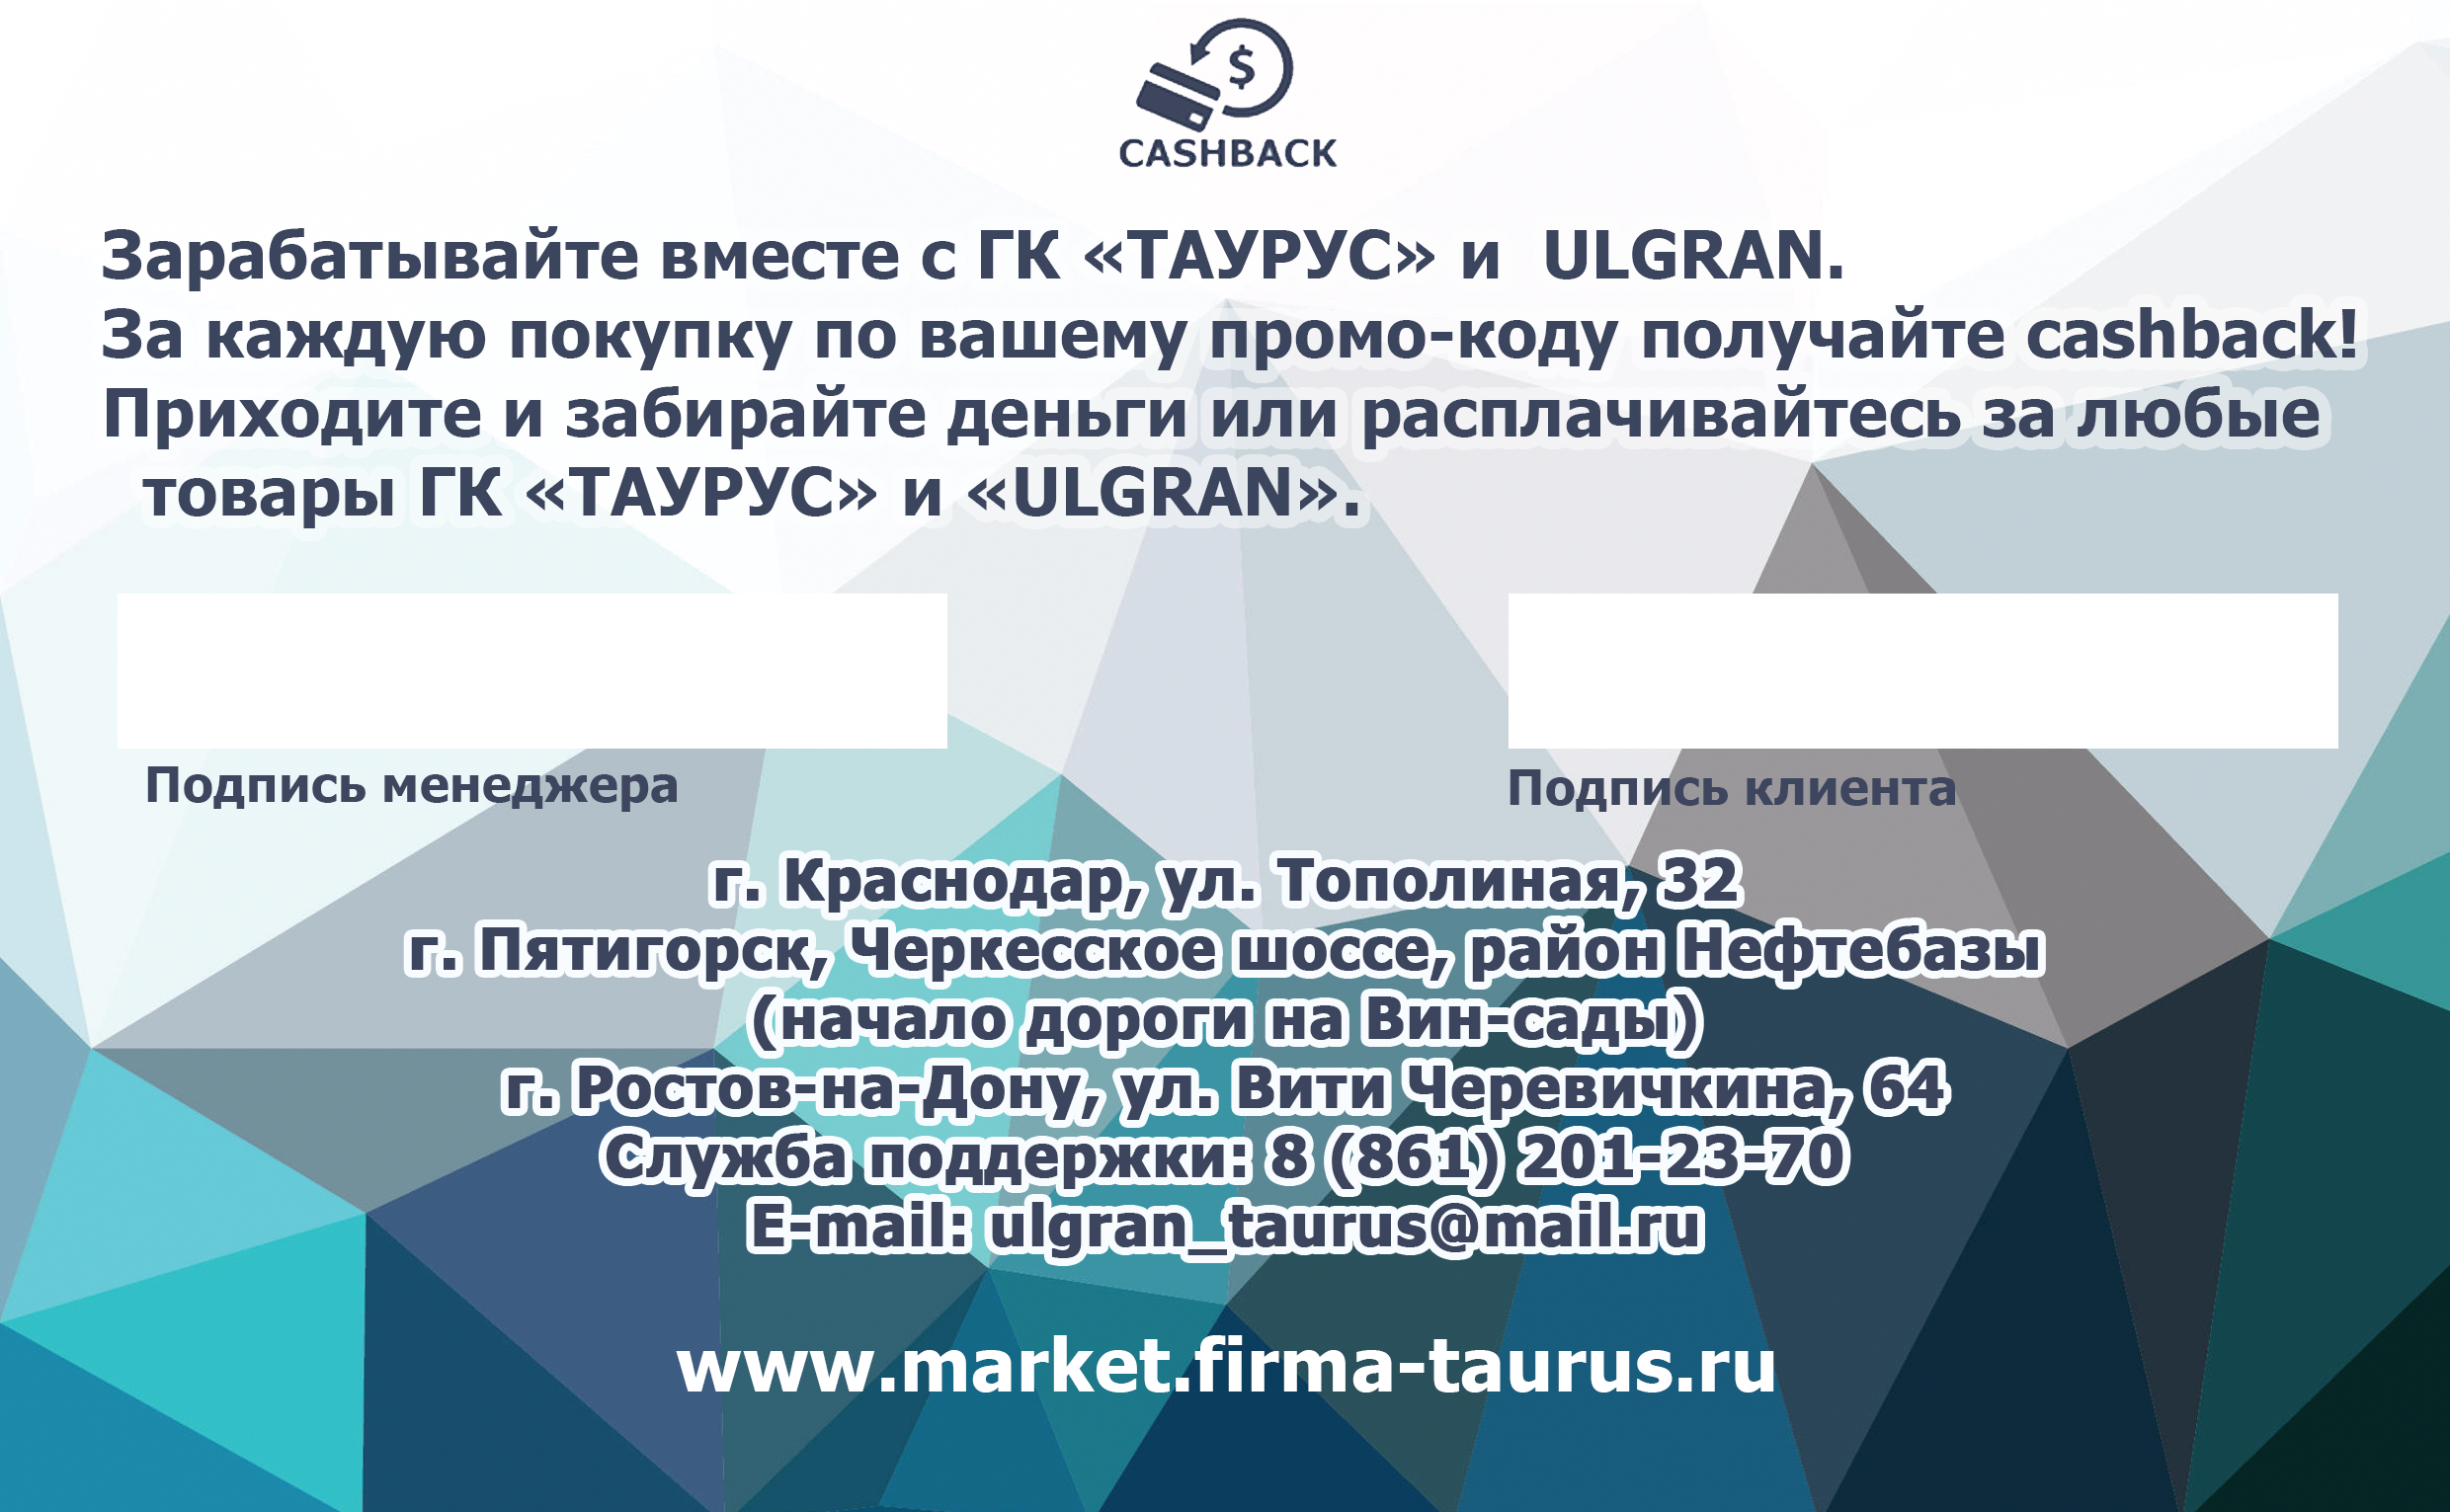 $
CASHBACK
Зарабатывайте вместе с ГК «ТАУРУС» и ULGRAN.
За каждую покупку по вашему промо-коду получайте cashback!
Приходите и забирайте деньги или расплачивайтесь за любые
товары ГК «ТАУРУС» и «ULGRAN».
Подпись менеджера
Подпись клиента
г. Краснодар, ул. Тополиная, 32
г. Пятигорск, Черкесское шоссе, район Нефтебазы
(начало дороги на Вин-сады)
г. Ростов-на-Дону, ул. Вити Черевичкина, 64
Служба поддержки: 8 (861) 201-23-70
E-mail: ulgran_taurus@mail.ru
www.market.firma-taurus.ru